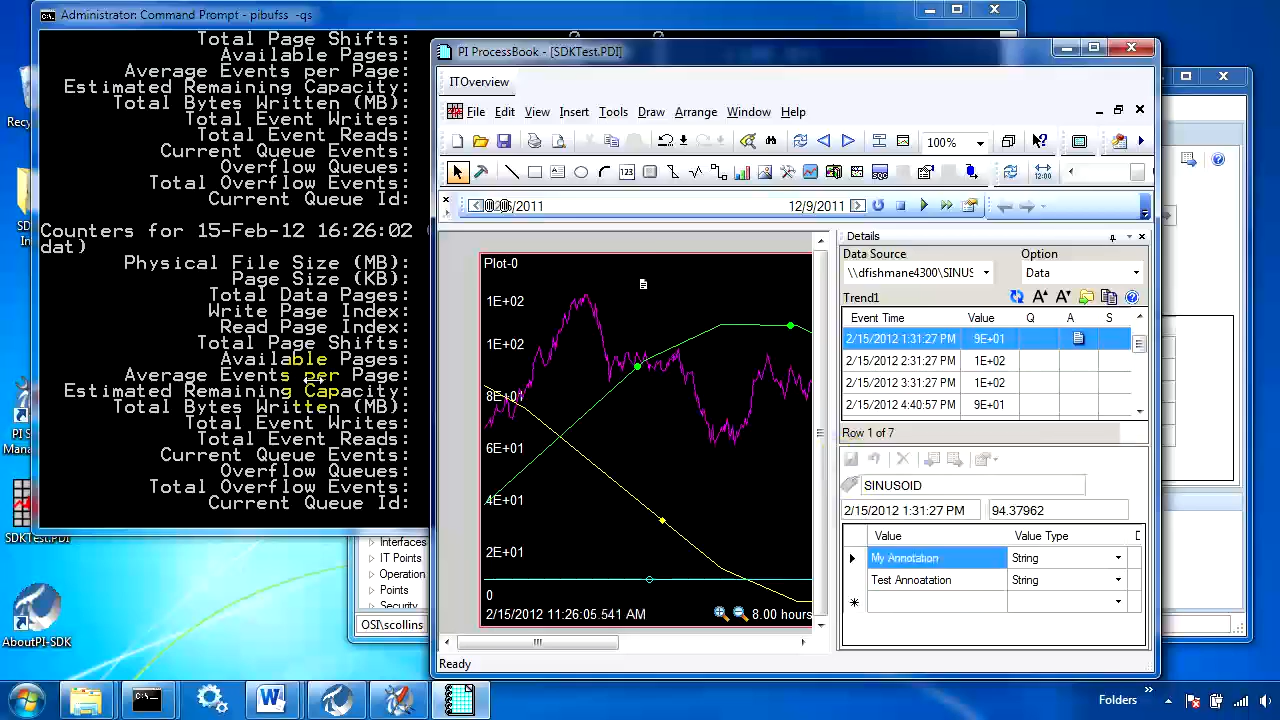 Administrator: Command Prompt - pibufss -qs
Total Page Shifts:
Available Pages:
Average Events per Page:
Estimated Remaining Capacity:
Total Bytes Written (MB):
Total Event Writes:
Total Event Reads:
Current Queue Events:
Overflow Queues:
Total Overflow Events:
Current Queue Id:
Counters for 15-Feb-12 16:26:02 (
dat)
Physical File Size (MB):
Page Size (KB):
Total Data Pages:
Write Page Index:
Read Page Index:
Total Page Shifts:
Available Pages:
Average Events per Page:
Estimated Remaining Capacity:
Total Bytes Written (MB):
Total Event Writes:
Total Event Reads:
Current Queue Events:
Overflow Queues:
Total Overflow Events:
Current Queue Id:
PI ProcessBook - [SDKTest.PDI]
ITOverview
File Edit View Insert Tools Draw Arrange Window Help
100%
123
12:00
/2011 12/9/2011
Plot-0
1E+02
1E+02
8E+01
6E+01
4E+01
2E+01
0
2/15/2012 11:26:05.541 AM 8.00 hours
Details
Data Source Option
\\dfishmane4300\SINUS Data
Trend1
Event Time Value Q A S
2/15/2012 1:31:27 PM 9E+01
2/15/2012 2:31:27 PM 1E+02
2/15/2012 3:31:27 PM 1E+02
2/15/2012 4:40:57 PM 9E+01
Row 1 of 7
SINUSOID
2/15/2012 1:31:27 PM 94.37962
Value Value Type
My Annotation String
Test Annoatation String
Ready
Interfaces
IT Points
Operation
Points
Security
OSI\scollins
Recy
SD
In
PI S
Mana
SDKTest.PDI
AboutPI-SDK
Folders